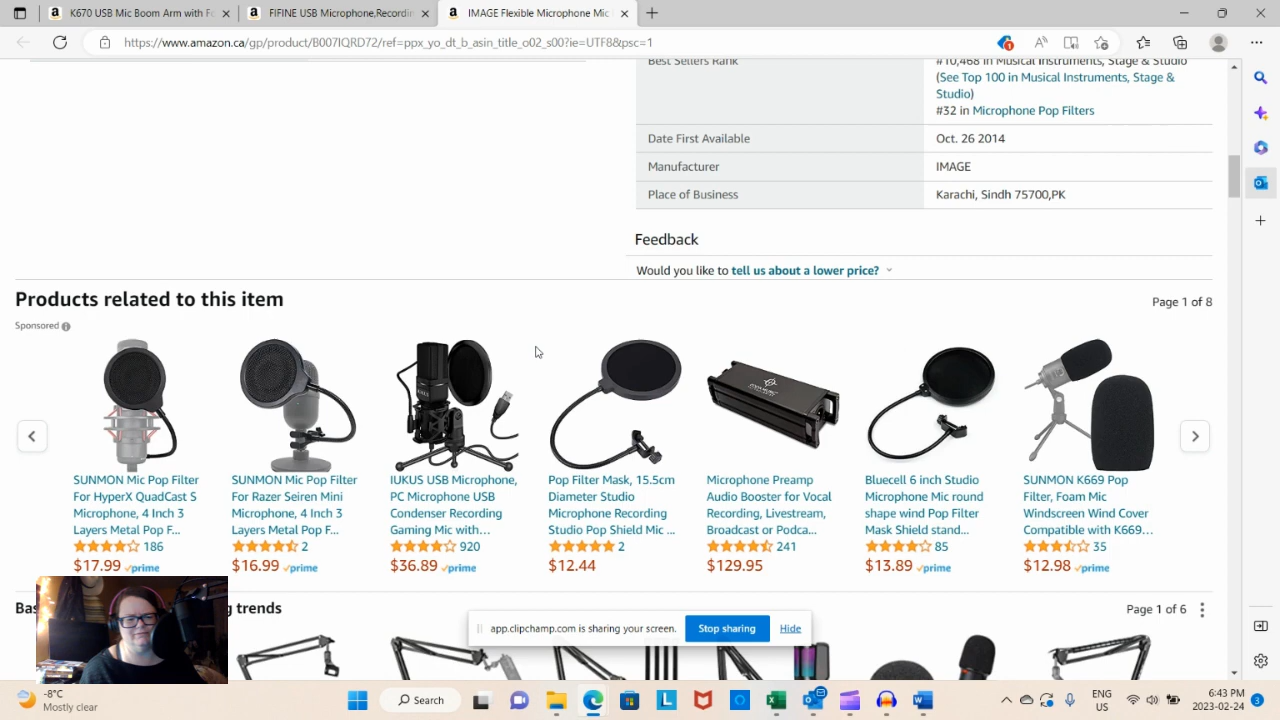 K670 USB Mic Boom Arm with Fo
FIFINE USB Microphone,Recordin
IMAGE Flexible Microphone Mic
https://www.amazon.ca/gp/product/B007IQRD72/ref=ppx_yo_dt_b_asin_title_o02_s00?ie=UTF8&psc=1
Best Sellers Rank
#10,468 in Musical Instruments, Stage & Studio
(See Top 100 in Musical Instruments, Stage &
Studio)
#32 in Microphone Pop Filters
Date First Available
Oct. 26 2014
Manufacturer
IMAGE
Place of Business
Karachi, Sindh 75700,PK
Feedback
Would you like to tell us about a lower price?
Products related to this item
Page 1 of 8
Sponsored
SUNMON Mic Pop Filter
For HyperX QuadCast S
Microphone, 4 Inch 3
Layers Metal Pop F...
186
$17.99 prime
SUNMON Mic Pop Filter
For Razer Seiren Mini
Microphone, 4 Inch 3
Layers Metal Pop F...
2
$16.99 prime
IUKUS USB Microphone,
PC Microphone USB
Condenser Recording
Gaming Mic with...
920
$36.89 prime
Pop Filter Mask, 15.5cm
Diameter Studio
Microphone Recording
Studio Pop Shield Mic ...
2
$12.44
Microphone Preamp
Audio Booster for Vocal
Recording, Livestream,
Broadcast or Podca...
241
$129.95
Bluecell 6 inch Studio
Microphone Mic round
shape wind Pop Filter
Mask Shield stand...
85
$13.89 prime
SUNMON K669 Pop
Filter, Foam Mic
Windscreen Wind Cover
Compatible with K669...
35
$12.98 prime
Bas
g trends
Page 1 of 6
app.clipchamp.com is sharing your screen.
Stop sharing
Hide
-8°C
Mostly clear
Search
ENG
US
6:43 PM
2023-02-24
3